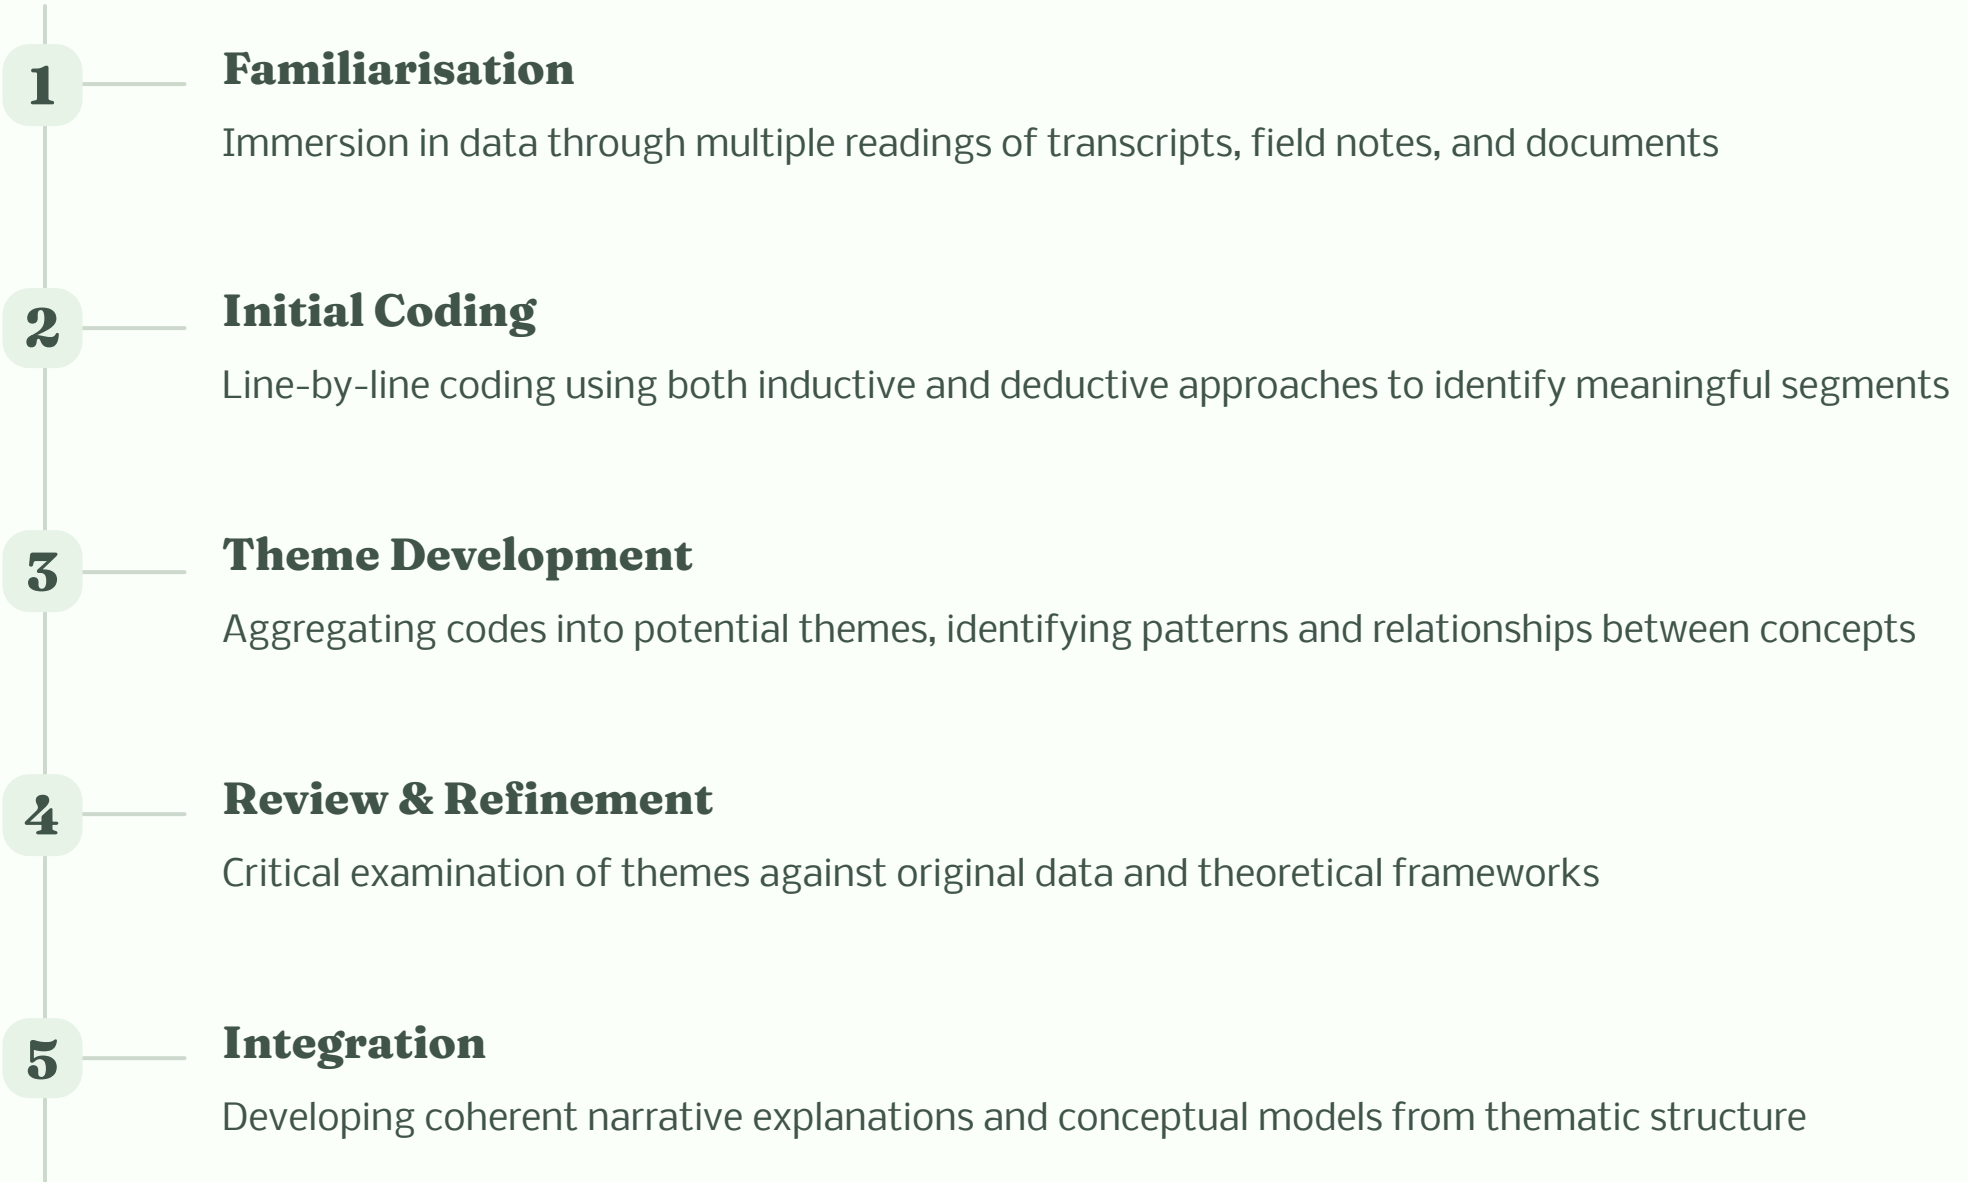 1
Familiarisation
Immersion in data through multiple readings of transcripts, field notes, and documents
2
Initial Coding
Line-by-line coding using both inductive and deductive approaches to identify meaningful segments
3
Theme Development
Aggregating codes into potential themes, identifying patterns and relationships between concepts
4
Review & Refinement
Critical examination of themes against original data and theoretical frameworks
5
Integration
Developing coherent narrative explanations and conceptual models from thematic structure